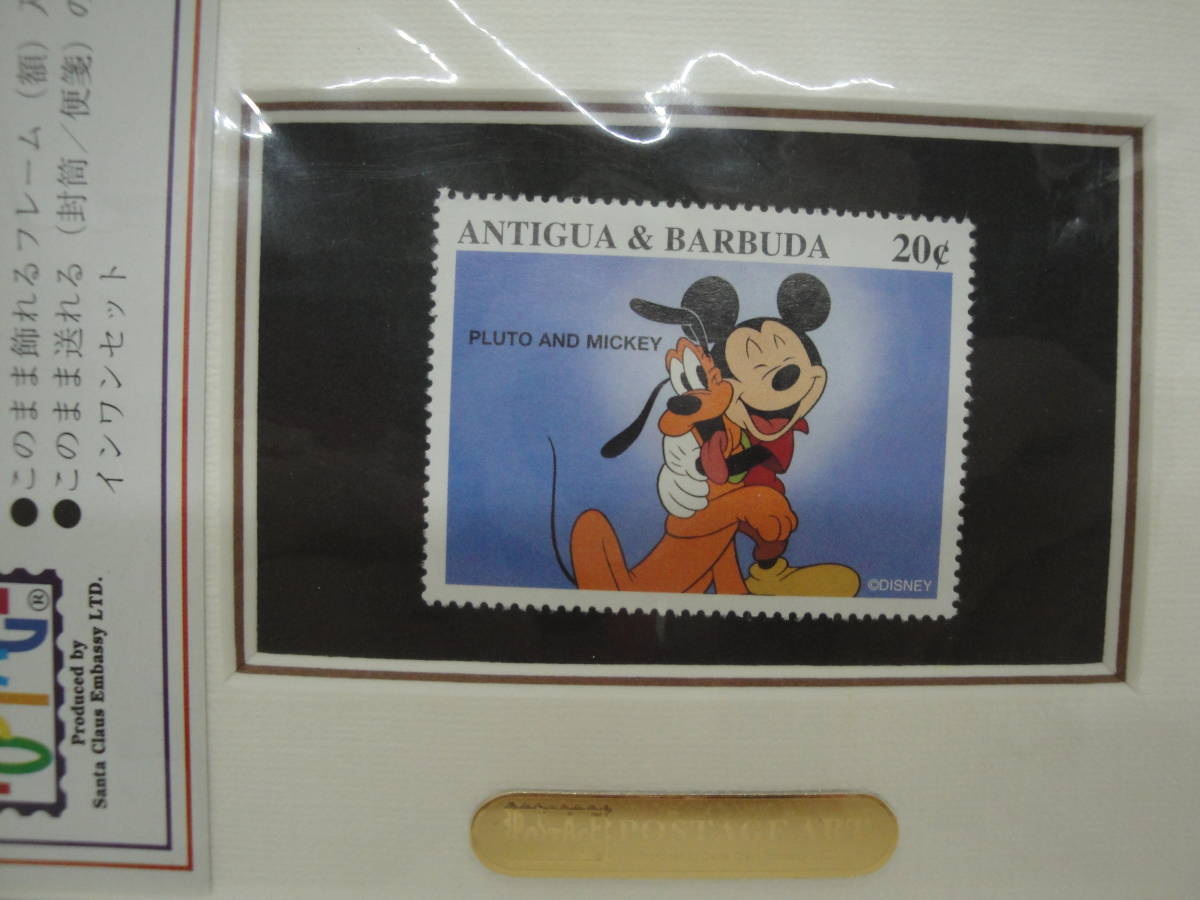 ANTIGUA & BARBUDA 20¢
PLUTO AND MICKEY
©DISNEY
POSTAGE ART
●このまま飾れるフレーム（額）
●このまま送れる（封筒／便箋）の
インワンセット
®
Produced by
Santa Claus Embassy LTD.